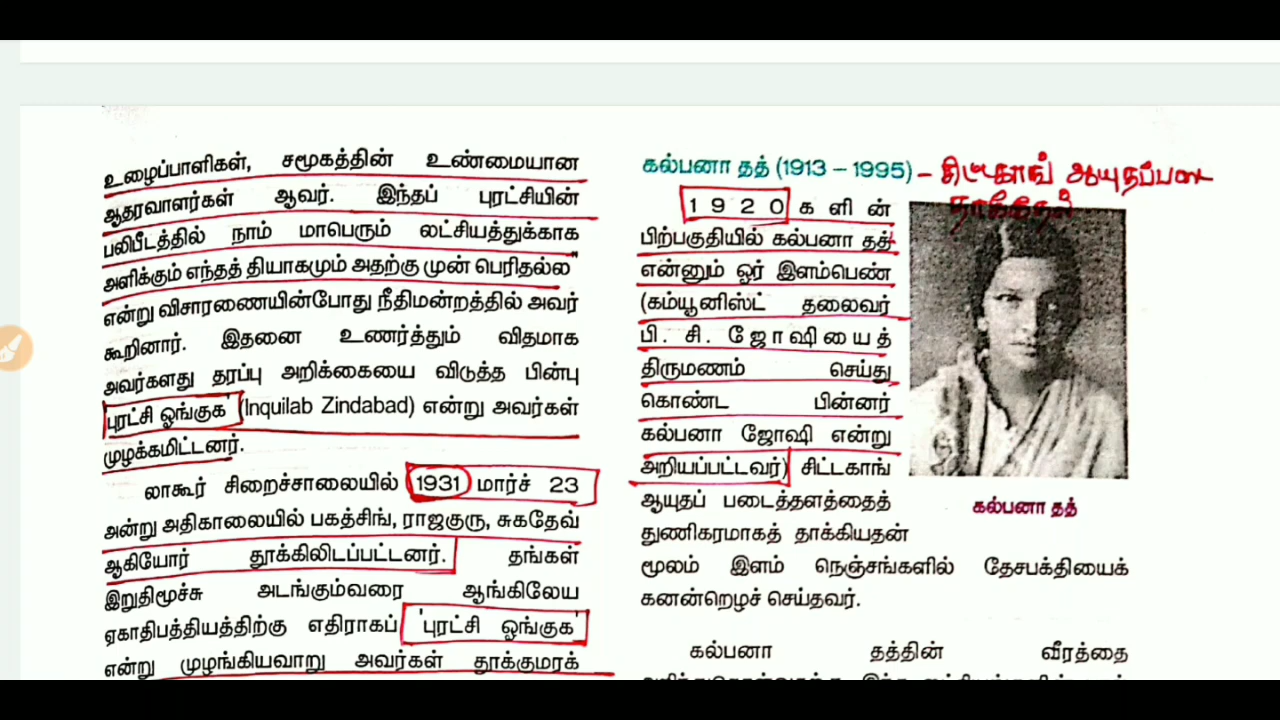 உழைப்பாளிகள், சமூகத்தின் உண்மையான
ஆதரவாளர்கள் ஆவர். இந்தப் புரட்சியின்
பலிபீடத்தில் நாம் மாபெரும் லட்சியத்துக்காக
அளிக்கும் எந்தத் தியாகமும் அதற்கு முன் பெரிதல்ல"
என்று விசாரணையின்போது நீதிமன்றத்தில் அவர்
கூறினார். இதனை உணர்த்தும் விதமாக
அவர்களது தரப்பு அறிக்கையை விடுத்த பின்பு
'புரட்சி ஓங்குக' (Inquilab Zindabad) என்று அவர்கள்
முழக்கமிட்டனர்.
லாகூர் சிறைச்சாலையில் 1931 மார்ச் 23
அன்று அதிகாலையில் பகத்சிங், ராஜகுரு, சுகதேவ்
ஆகியோர் தூக்கிலிடப்பட்டனர். தங்கள்
இறுதிமூச்சு அடங்கும்வரை ஆங்கிலேய
ஏகாதிபத்தியத்திற்கு எதிராகப் 'புரட்சி ஓங்குக'
என்று முழங்கியவாறு அவர்கள் தூக்குமரக்
கல்பனா தத் (1913 – 1995) – சிட்டகாங் ஆயுதப்படை
தாக்குதல்
1920களின்
பிற்பகுதியில் கல்பனா தத்
என்னும் ஓர் இளம்பெண்
(கம்யூனிஸ்ட் தலைவர்
பி. சி. ஜோஷியைத்
திருமணம் செய்து
கொண்ட பின்னர்
கல்பனா ஜோஷி என்று
அறியப்பட்டவர்) சிட்டகாங்
ஆயுதப் படைத்தளத்தைத்
துணிகரமாகத் தாக்கியதன்
மூலம் இளம் நெஞ்சங்களில் தேசபக்தியைக்
கனன்றெழச் செய்தவர்.
கல்பனா தத்
கல்பனா தத்தின் வீரத்தை